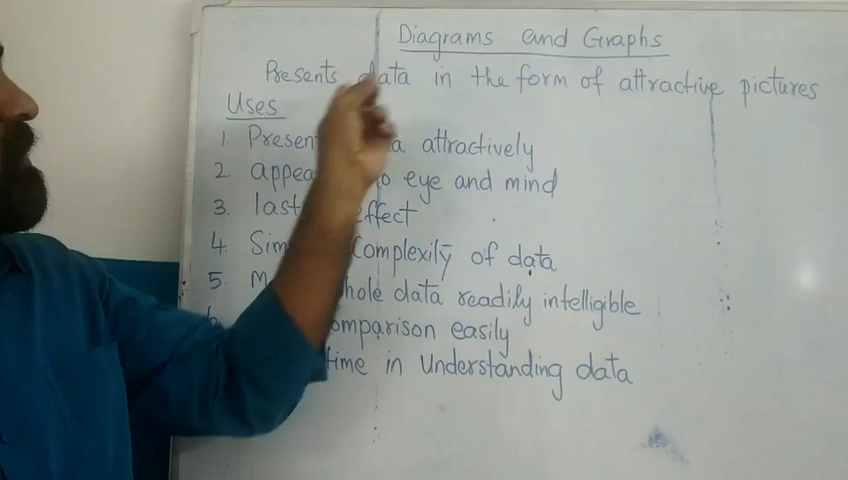 Diagrams and Graphs
Presents data in the form of attractive pictures
Uses
1. Present a attractively
2. appea to eye and mind
3. last effect
4. Sim Complexity of data
5. M hole data readily intelligible
6. omparison easily
time in Understanding data